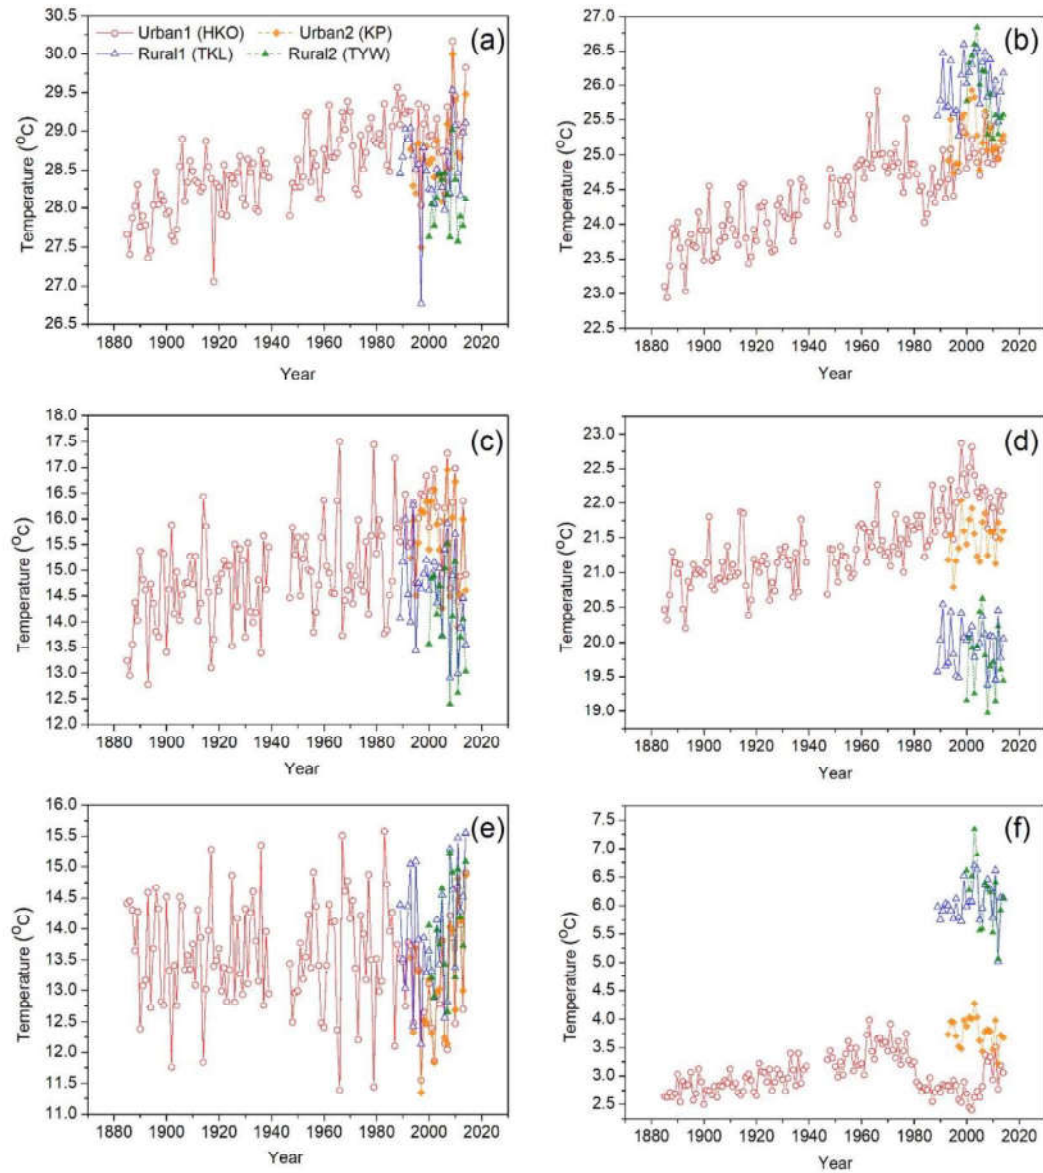 Urban1 (HKO) Urban2 (KP)
Rural1 (TKL) Rural2 (TYW)
(a)
30.5
30.0
29.5
29.0
28.5
28.0
27.5
27.0
26.5
Temperature (°C)
1880 1900 1920 1940 1960 1980 2000 2020
Year
(b)
27.0
26.5
26.0
25.5
25.0
24.5
24.0
23.5
23.0
22.5
Temperature (°C)
1880 1900 1920 1940 1960 1980 2000 2020
Year
(c)
18.0
17.5
17.0
16.5
16.0
15.5
15.0
14.5
14.0
13.5
13.0
12.5
12.0
Temperature (°C)
1880 1900 1920 1940 1960 1980 2000 2020
Year
(d)
23.0
22.5
22.0
21.5
21.0
20.5
20.0
19.5
19.0
Temperature (°C)
1880 1900 1920 1940 1960 1980 2000 2020
Year
(e)
16.0
15.5
15.0
14.5
14.0
13.5
13.0
12.5
12.0
11.5
11.0
Temperature (°C)
1880 1900 1920 1940 1960 1980 2000 2020
Year
(f)
7.5
7.0
6.5
6.0
5.5
5.0
4.5
4.0
3.5
3.0
2.5
Temperature (°C)
1880 1900 1920 1940 1960 1980 2000 2020
Year